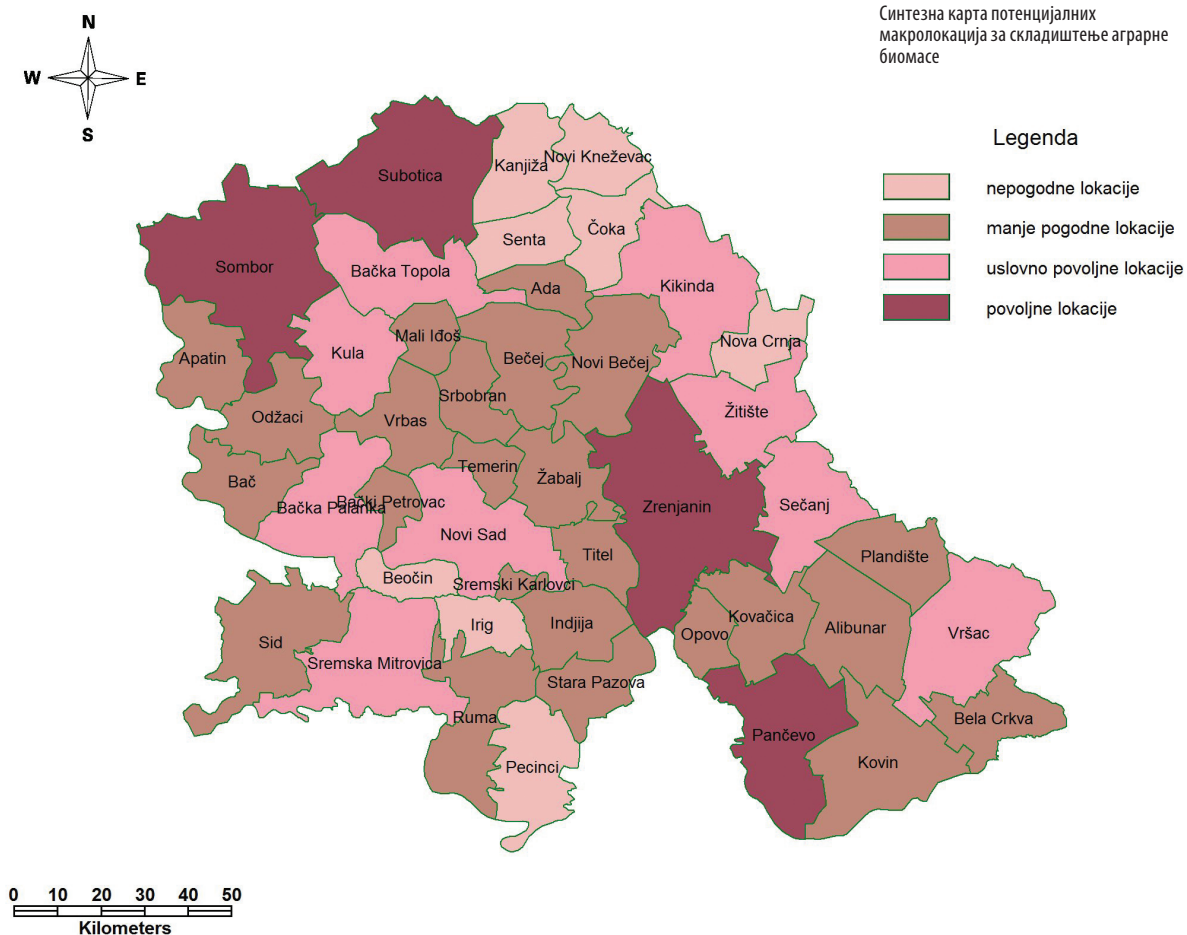 Синтезна карта потенцијалних
макролокација за складиштење аграрне
биомасе
N
W
E
S
Legenda
nepogodne lokacije
manje pogodne lokacije
uslovno povoljne lokacije
povoljne lokacije
Subotica
Kanjiža
Novi Kneževac
Senta
Čoka
Sombor
Bačka Topola
Ada
Kikinda
Apatin
Kula
Mali Iđoš
Bečej
Novi Bečej
Nova Crnja
Odžaci
Vrbas
Srbobran
Žitište
Bač
Bačka Palanka
Bački Petrovac
Temerin
Žabalj
Zrenjanin
Sečanj
Novi Sad
Titel
Plandište
Beočin
Sremski Karlovci
Sid
Sremska Mitrovica
Irig
Indjija
Opovo
Kovačica
Alibunar
Vršac
Stara Pazova
Ruma
Pecinci
Pančevo
Kovin
Bela Crkva
0 10 20 30 40 50
Kilometers